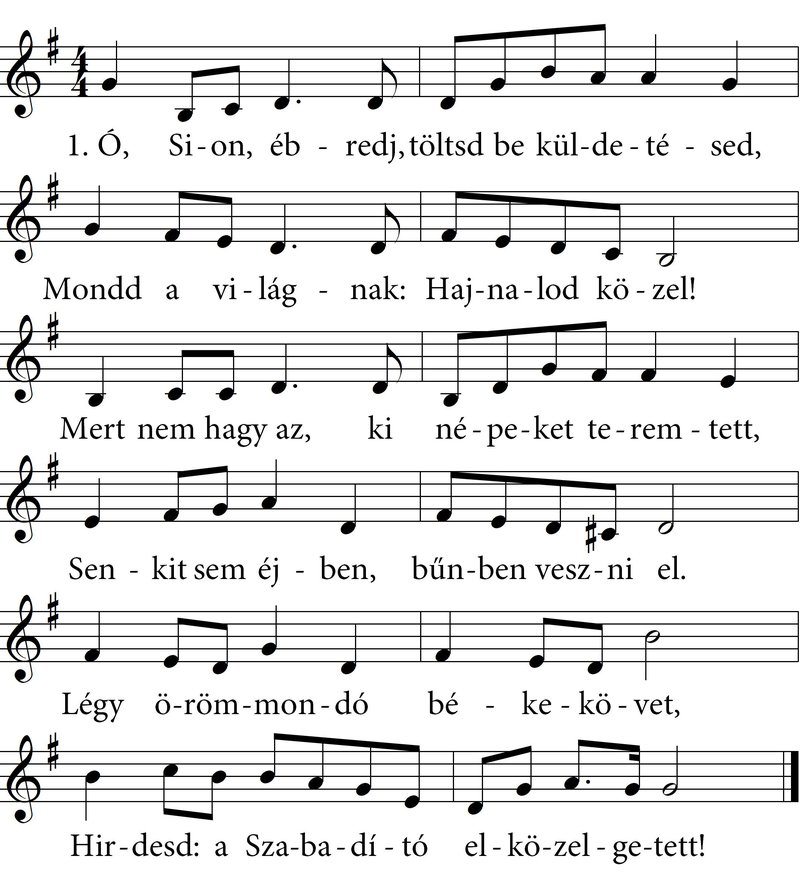 1. Ó, Si-on, éb - redj, töltsd be kül-de-té - sed,
Mondd a vi-lág - nak: Haj-na-lod kö-zel!
Mert nem hagy az, ki né-pe-ket te-rem-tett,
Sen - kit sem éj - ben, bűn-ben vesz-ni el.
Légy ö-röm-mon-dó bé - ke-kö-vet,
Hir-desd: a Sza-ba-dí-tó el-kö-zel-ge-tett!